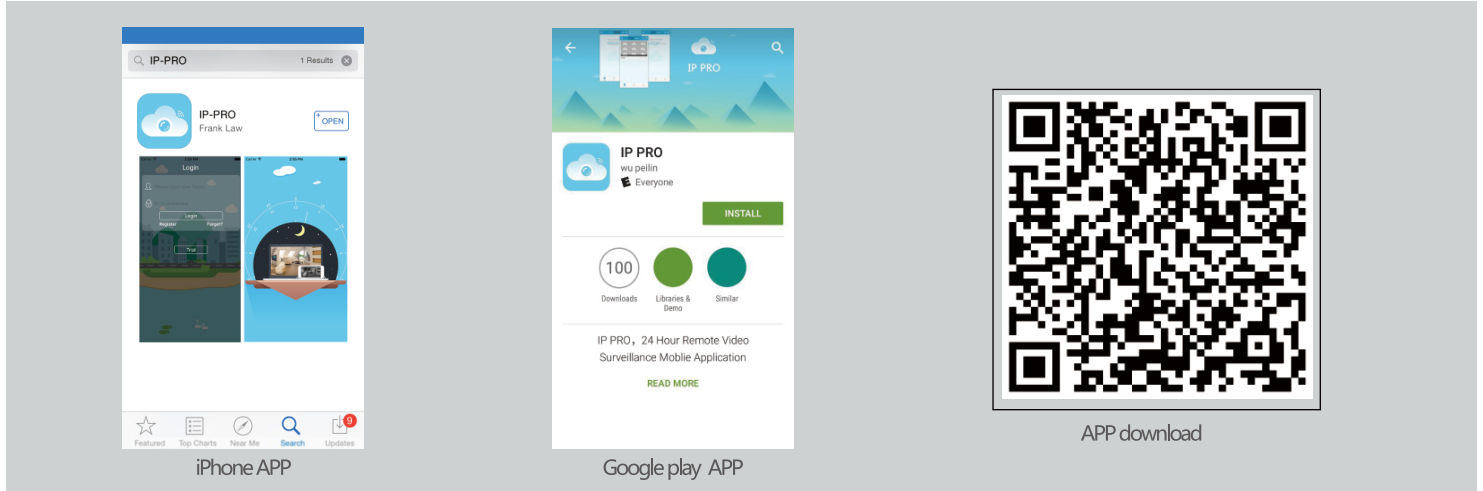 IP-PRO
1 Results
IP-PRO
Frank Law
OPEN
Login
Login
Register
Forget?
Trial
Featured
Top Charts
Near Me
Search
9
Updates
iPhone APP
IP PRO
IP PRO
wu peilin
E Everyone
INSTALL
100
Downloads
Libraries &
Demo
Similar
IP PRO, 24 Hour Remote Video
Surveillance Moblie Application
READ MORE
Google play APP
APP download